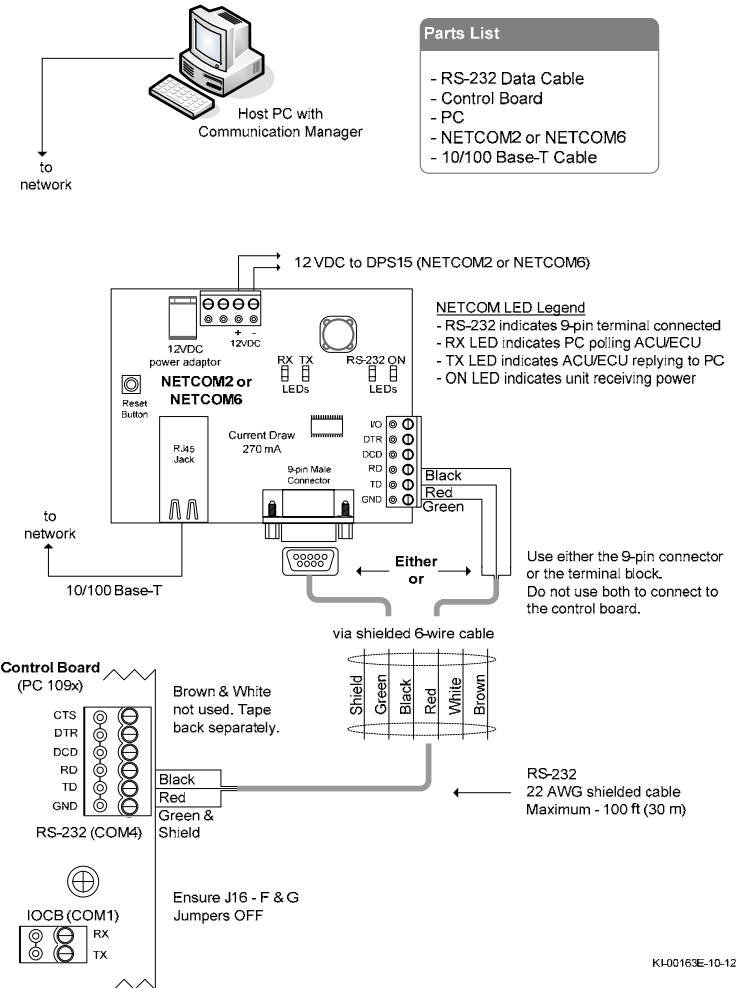 Parts List
- RS-232 Data Cable
- Control Board
- PC
- NETCOM2 or NETCOM6
- 10/100 Base-T Cable
Host PC with
Communication Manager
to
network
12 VDC to DPS15 (NETCOM2 or NETCOM6)
+ -
12VDC
12VDC
power adaptor
RX TX
LEDs
RS-232 ON
LEDs
NETCOM2 or
NETCOM6
Reset
Button
RJ45
Jack
Current Draw
270 mA
9-pin Male
Connector
I/O
DTR
DCD
RD
TD
GND
Black
Red
Green
NETCOM LED Legend
- RS-232 indicates 9-pin terminal connected
- RX LED indicates PC polling ACU/ECU
- TX LED indicates ACU/ECU replying to PC
- ON LED indicates unit receiving power
to
network
10/100 Base-T
Either
or
Use either the 9-pin connector
or the terminal block.
Do not use both to connect to
the control board.
via shielded 6-wire cable
Shield
Green
Black
Red
White
Brown
Control Board
(PC 109x)
Brown & White
not used. Tape
back separately.
CTS
DTR
DCD
RD
TD
GND
Black
Red
Green &
Shield
RS-232 (COM4)
RS-232
22 AWG shielded cable
Maximum - 100 ft (30 m)
Ensure J16 - F & G
Jumpers OFF
IOCB (COM1)
RX
TX
KI-00163E-10-12